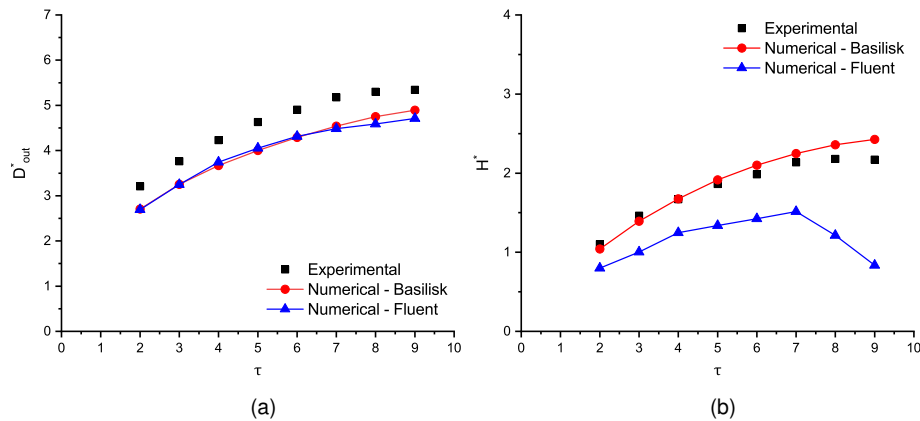 7
6
5
4
3
2
1
0
D*out
Experimental
Numerical - Basilisk
Numerical - Fluent
0 1 2 3 4 5 6 7 8 9 10
τ
(a)
4
3
2
1
0
H*
Experimental
Numerical - Basilisk
Numerical - Fluent
0 1 2 3 4 5 6 7 8 9 10
τ
(b)